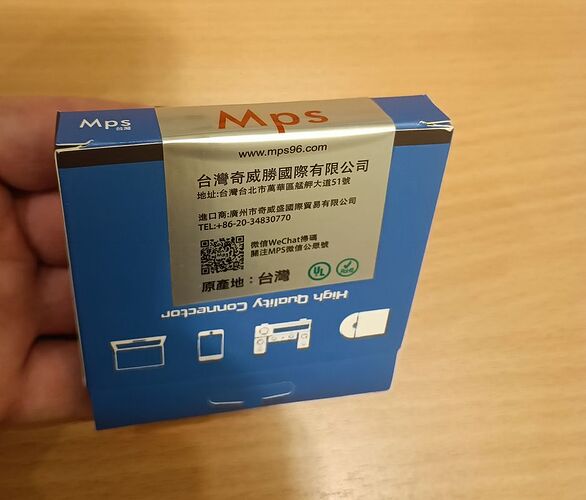 Mps
台灣
Mps
www.mps96.com
台灣奇威勝國際有限公司
地址:台灣台北市萬華區艋舺大道51號
進口商:廣州市奇威盛國際貿易有限公司
TEL:+86-20-34830770
微信WeChat掃碼
關注MPS微信公眾號
原產地:台灣
UL
RoHS
High Quality Connector